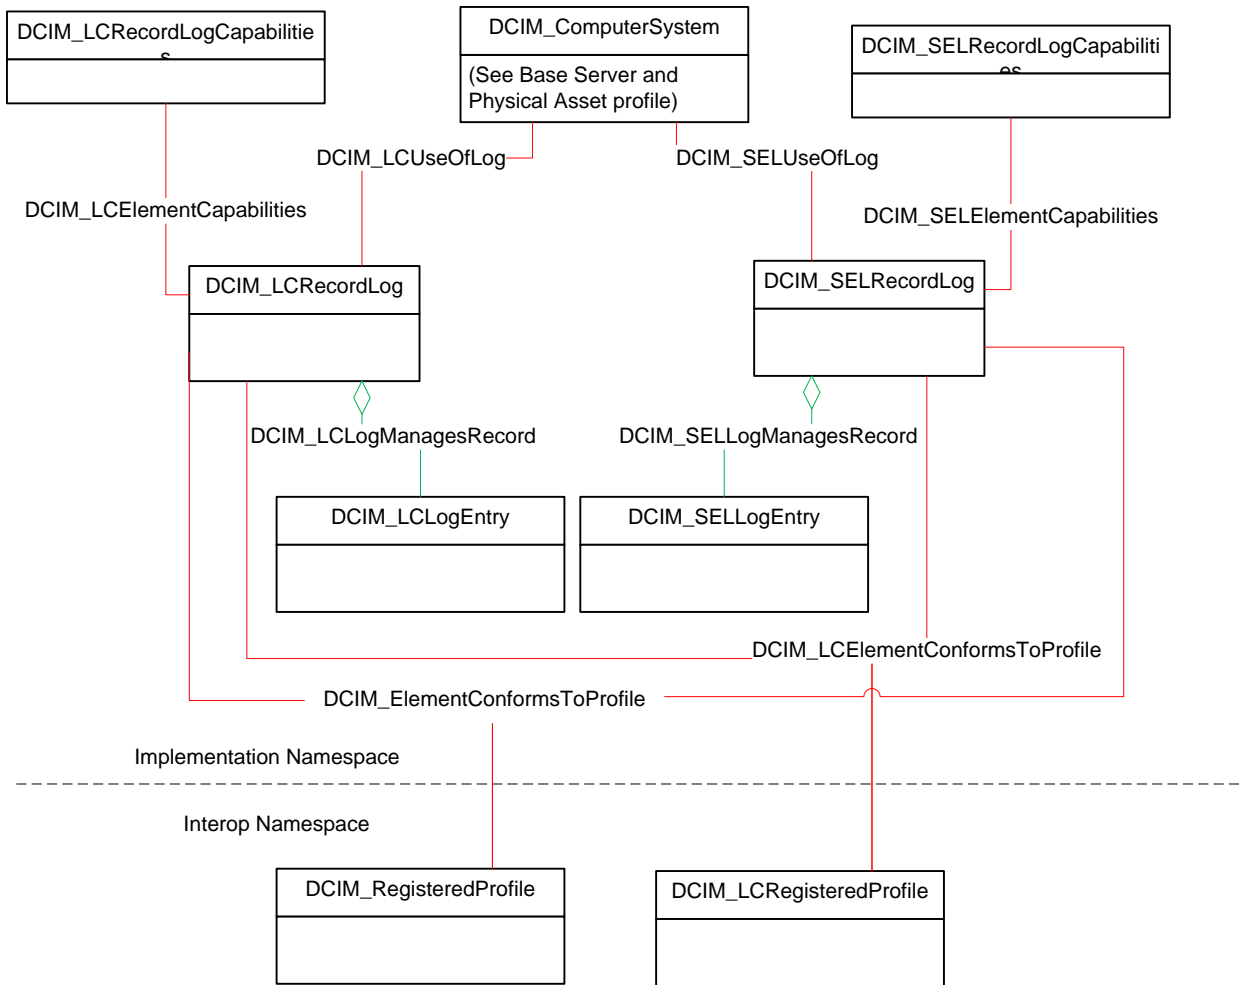 DCIM_LCRecordLogCapabilitie
s
DCIM_ComputerSystem
(See Base Server and
Physical Asset profile)
DCIM_SELRecordLogCapabiliti
es
DCIM_LCUseOfLog
DCIM_SELUseOfLog
DCIM_LCElementCapabilities
DCIM_SELElementCapabilities
DCIM_LCRecordLog
DCIM_SELRecordLog
DCIM_LCLogManagesRecord
DCIM_SELLogManagesRecord
DCIM_LCLogEntry
DCIM_SELLogEntry
DCIM_LCElementConformsToProfile
DCIM_ElementConformsToProfile
Implementation Namespace
Interop Namespace
DCIM_RegisteredProfile
DCIM_LCRegisteredProfile